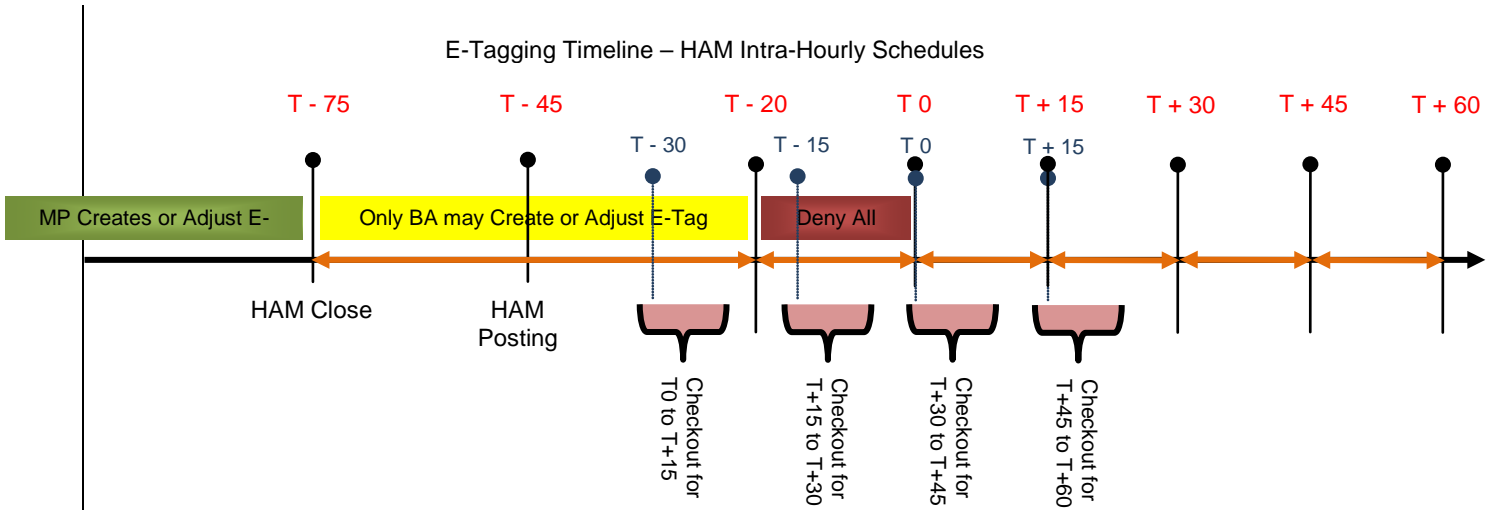 E-Tagging Timeline – HAM Intra-Hourly Schedules
T - 75
T - 45
T - 20
T 0
T + 15
T + 30
T + 45
T + 60
T - 30
T - 15
T 0
T + 15
MP Creates or Adjust E-
Only BA may Create or Adjust E-Tag
Deny All
HAM Close
HAM
Posting
Checkout for
T0 to T+15
Checkout for
T+15 to T+30
Checkout for
T+30 to T+45
Checkout for
T+45 to T+60